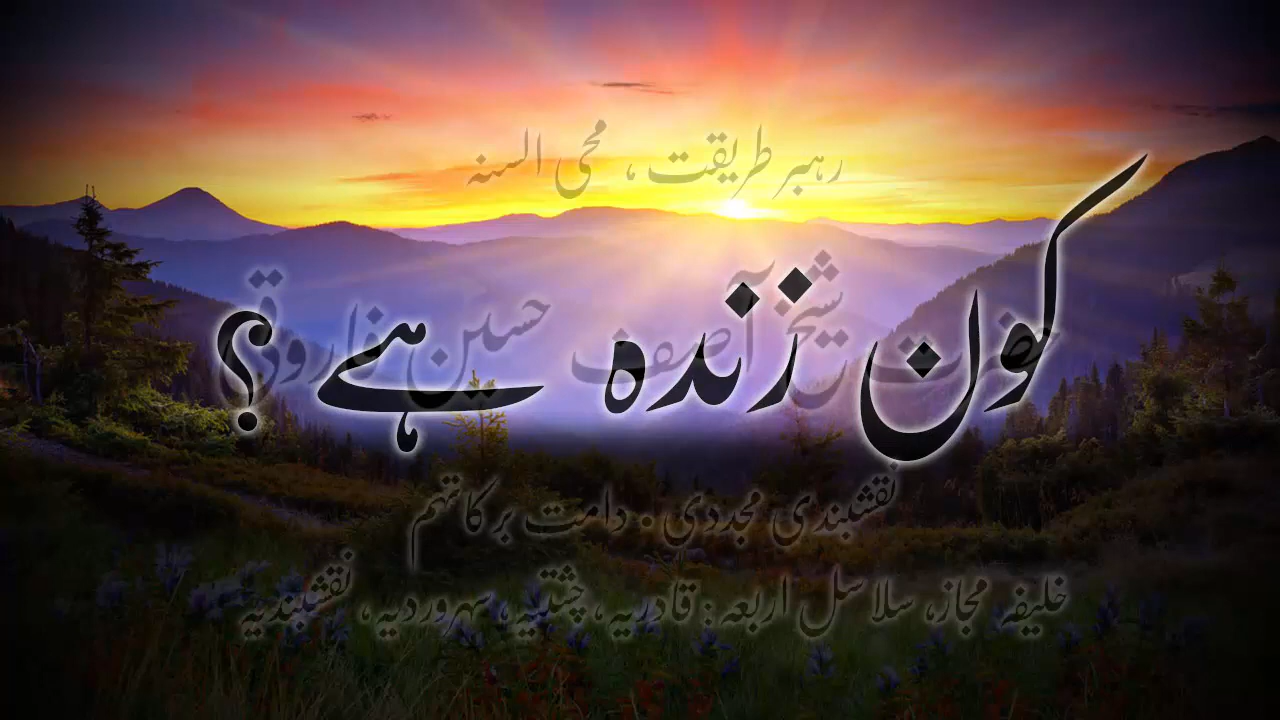 رہبر طریقت، محی السنہ
کون زندہ ہے؟
حضرت شیخ آصف حسین فاروقی
نقشبندی مجددی. دامت برکاتہم
خلیفہ مجاز، سلاسل اربعہ: قادریہ، چشتیہ، سہروردیہ، نقشبندیہ